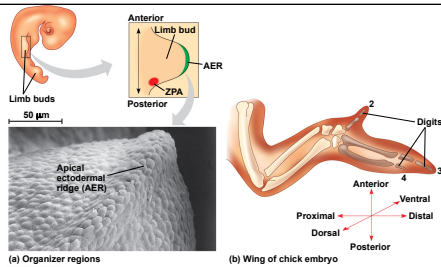 Anterior
Limb bud
AER
ZPA
Posterior
Limb buds
50 µm
Apical
ectodermal
ridge (AER)
(a) Organizer regions
2
Digits
4
3
Anterior
Ventral
Proximal
Distal
Dorsal
Posterior
(b) Wing of chick embryo